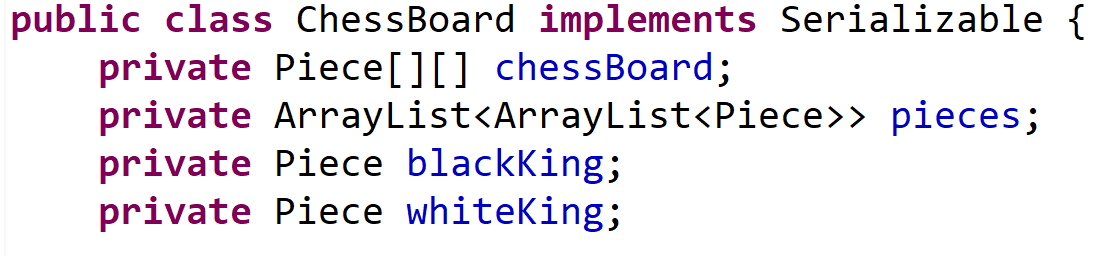 public class ChessBoard implements Serializable {
private Piece[][] chessBoard;
private ArrayList<ArrayList<Piece>> pieces;
private Piece blackKing;
private Piece whiteKing;